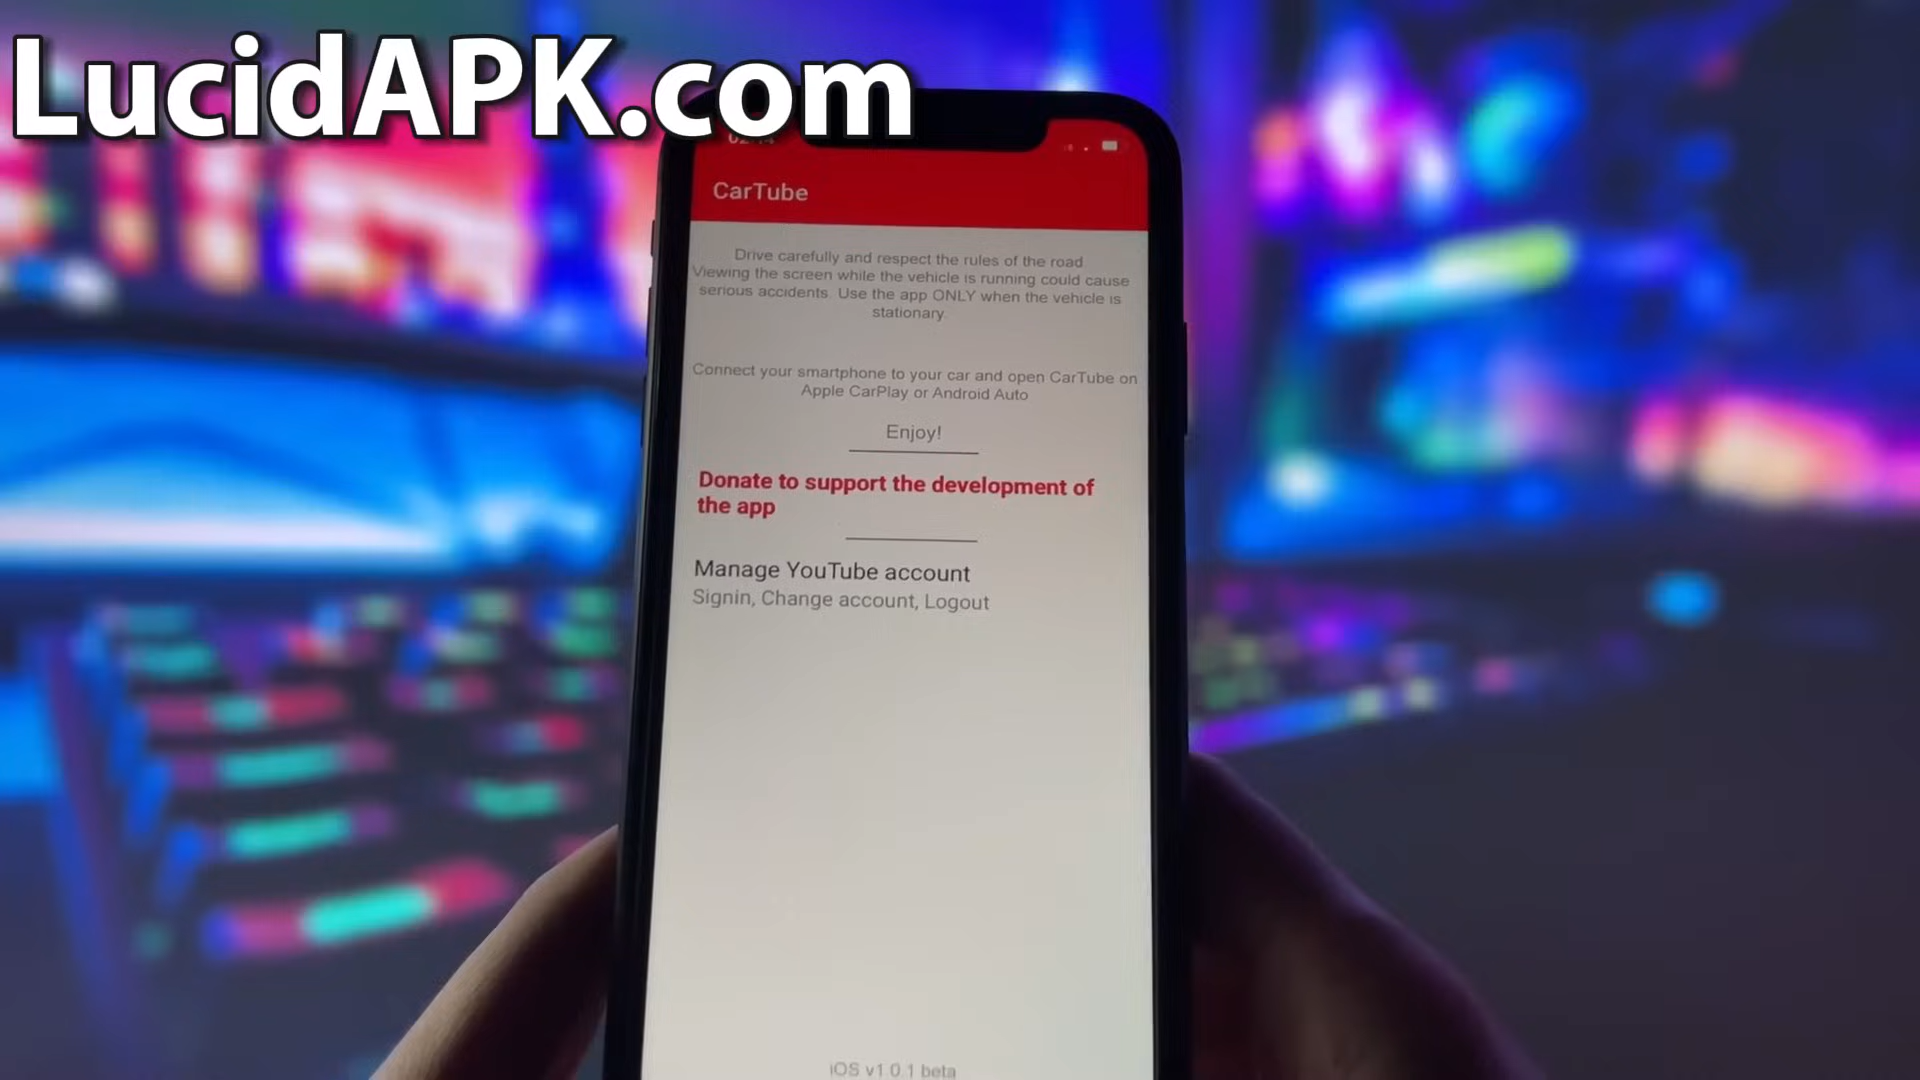 LucidAPK.com
CarTube
Drive carefully and respect the rules of the road.
Viewing the screen while the vehicle is running could cause
serious accidents. Use the app ONLY when the vehicle is
stationary.
Connect your smartphone to your car and open CarTube on
Apple CarPlay or Android Auto
Enjoy!
Donate to support the development of
the app
Manage YouTube account
Signin, Change account, Logout
iOS v1.0.1 beta